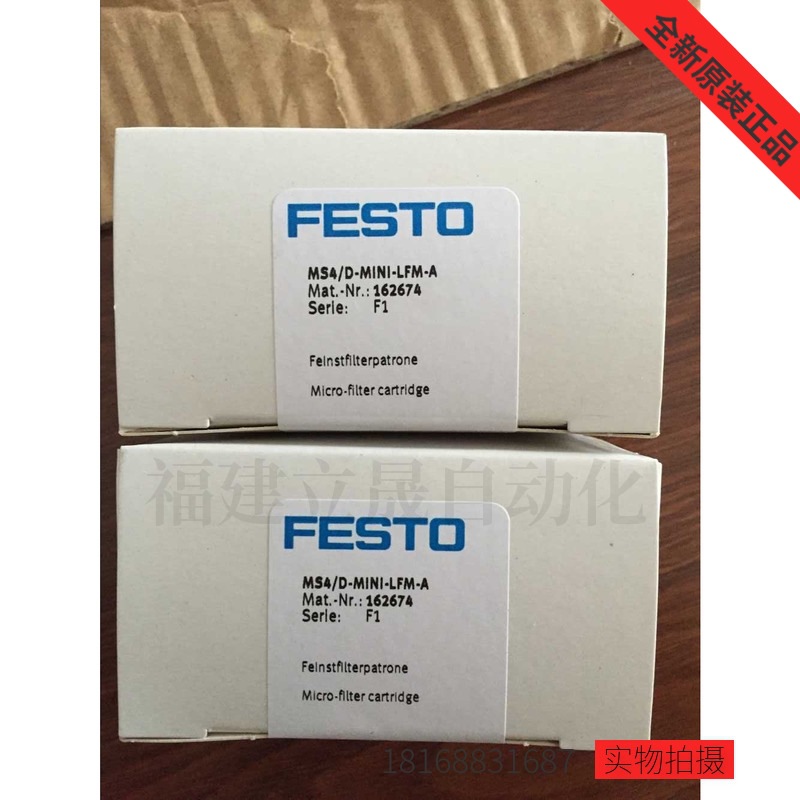 全新原装正品
FESTO
MS4/D-MINI-LFM-A
Mat.-Nr.: 162674
Serie: F1
Feinstfilterpatrone
Micro-filter cartridge
福建立晟自动化
FESTO
MS4/D-MINI-LFM-A
Mat.-Nr.: 162674
Serie: F1
Feinstfilterpatrone
Micro-filter cartridge
18168831687
实物拍摄